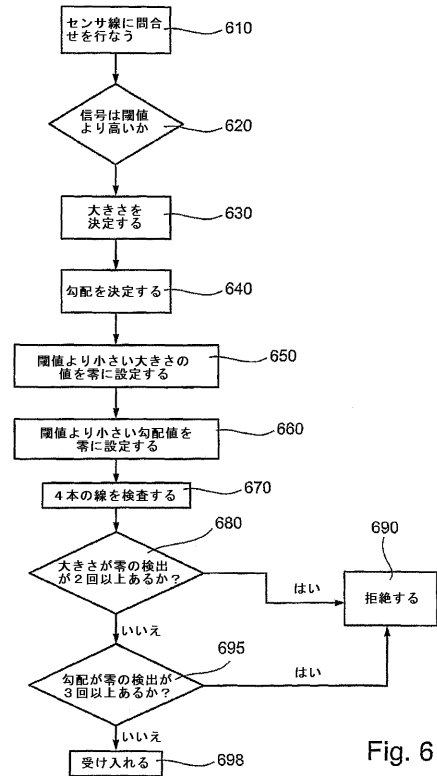 センサ線に問合
せを行なう
610
信号は閾値
より高いか
620
大きさを
決定する
630
勾配を決定する
640
閾値より小さい大きさの
値を零に設定する
650
閾値より小さい勾配値を
零に設定する
660
4本の線を検査する
670
680
大きさが零の検出
が2回以上あるか?
はい
690
拒絶する
いいえ
695
勾配が零の検出が
3回以上あるか?
はい
いいえ
受け入れる
698
Fig. 6